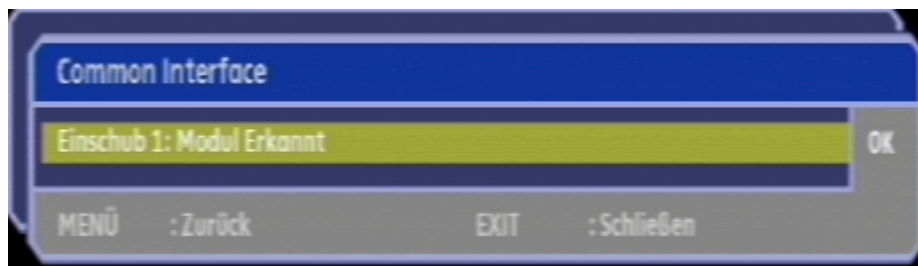 Common Interface
Einschub 1: Modul Erkannt OK
MENÜ :Zurück EXIT :Schließen